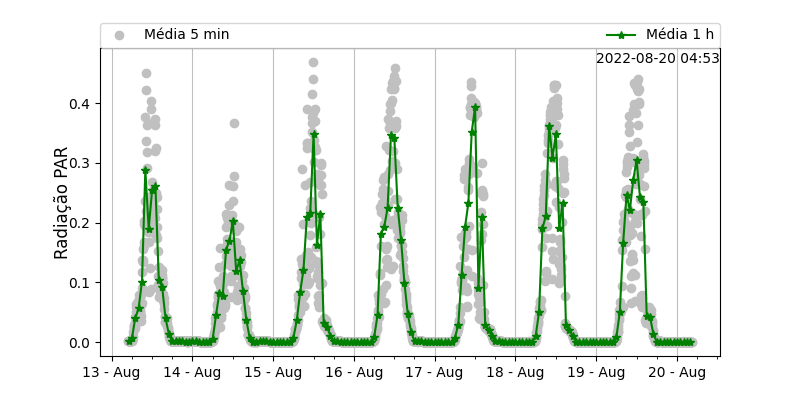 Média 5 min
Média 1 h
2022-08-20 04:53
Radiação PAR
0.4
0.3
0.2
0.1
0.0
13 - Aug
14 - Aug
15 - Aug
16 - Aug
17 - Aug
18 - Aug
19 - Aug
20 - Aug